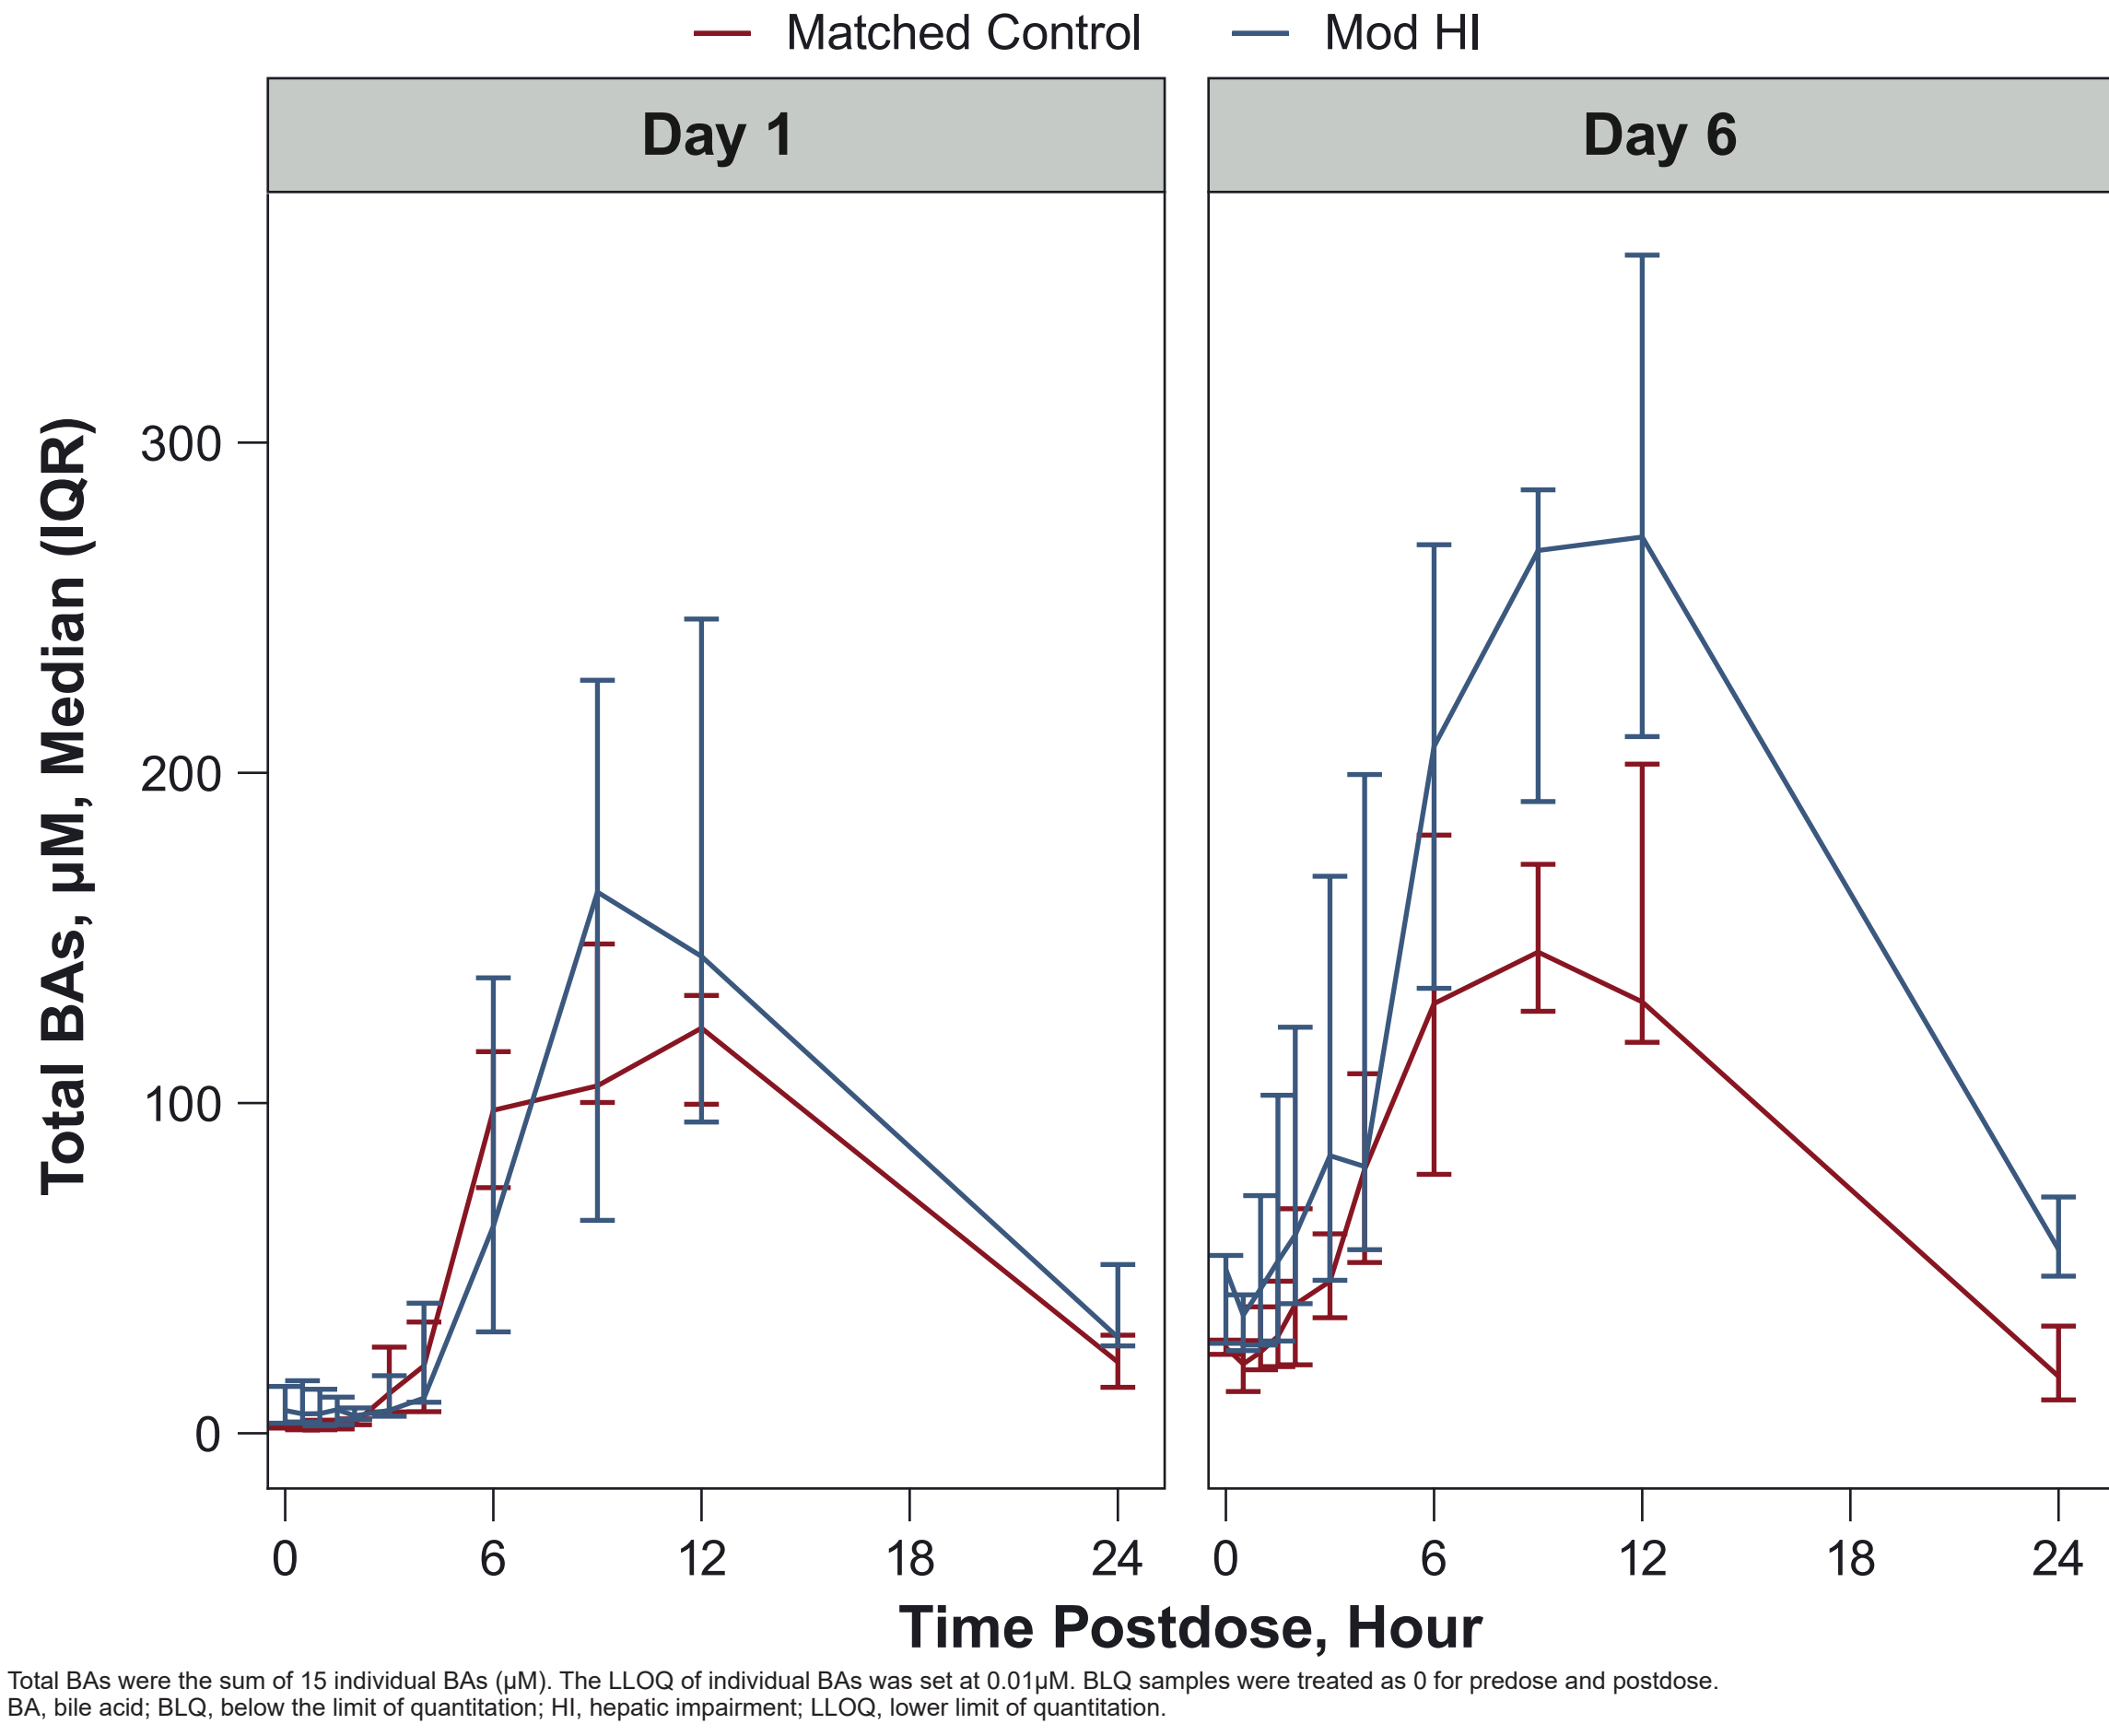 Matched Control Mod HI
Day 1 Day 6
Total BAs, µM, Median (IQR)
300
200
100
0
0 6 12 18 24 0 6 12 18 24
Time Postdose, Hour
Total BAs were the sum of 15 individual BAs (µM). The LLOQ of individual BAs was set at 0.01µM. BLQ samples were treated as 0 for predose and postdose.
BA, bile acid; BLQ, below the limit of quantitation; HI, hepatic impairment; LLOQ, lower limit of quantitation.